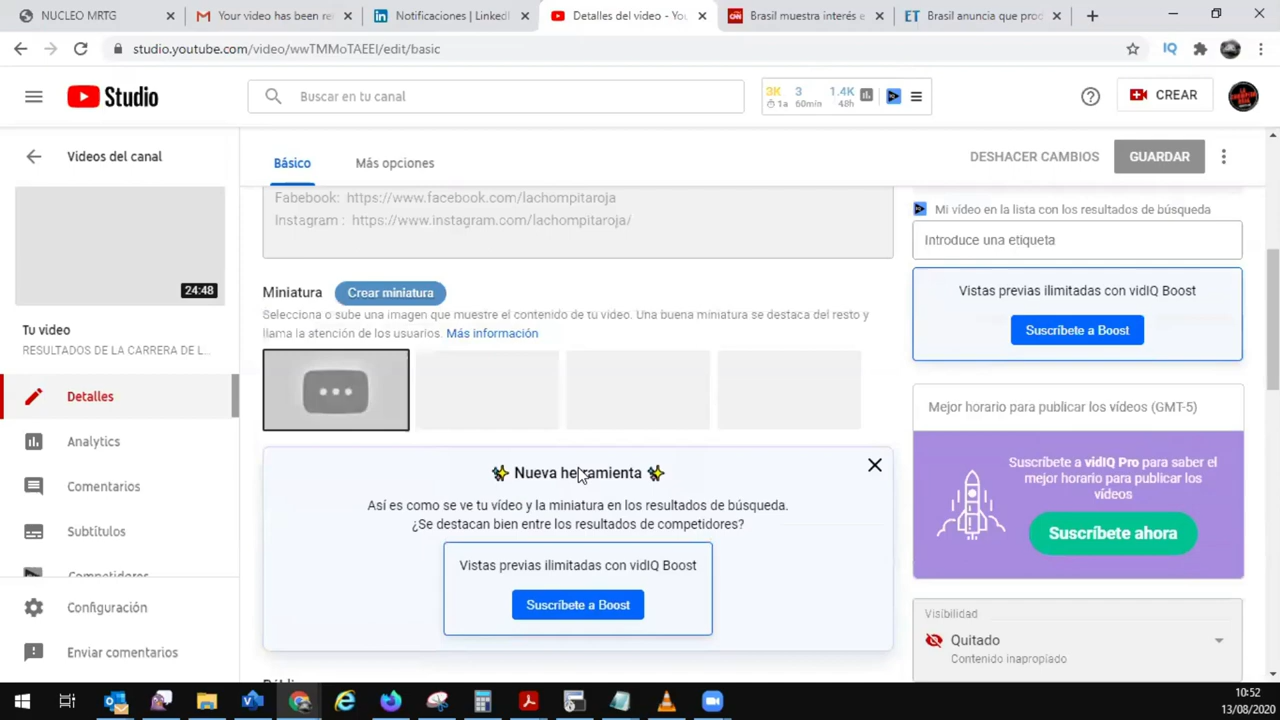 NUCLEO MRTG
Your video has been re
Notificaciones | LinkedI
Detalles del video - You
Brasil muestra interés e
Brasil anuncia que prod
studio.youtube.com/video/wwTMMoTAEEI/edit/basic
Studio
Buscar en tu canal
3K 3 1.4K
1a 60min 48h
CREAR
Videos del canal
Básico
Más opciones
DESHACER CAMBIOS
GUARDAR
Fabebook: https://www.facebook.com/lachompitaroja
Instagram : https://www.instagram.com/lachompitaroja/
Mi vídeo en la lista con los resultados de búsqueda
Introduce una etiqueta
Vistas previas ilimitadas con vidIQ Boost
Suscríbete a Boost
24:48
Tu video
RESULTADOS DE LA CARRERA DE L...
Detalles
Analytics
Comentarios
Subtítulos
Competidores
Configuración
Enviar comentarios
Miniatura
Crear miniatura
Selecciona o sube una imagen que muestre el contenido de tu video. Una buena miniatura se destaca del resto y
llama la atención de los usuarios. Más información
Nueva herramienta
Así es como se ve tu vídeo y la miniatura en los resultados de búsqueda.
¿Se destacan bien entre los resultados de competidores?
Vistas previas ilimitadas con vidIQ Boost
Suscríbete a Boost
Mejor horario para publicar los vídeos (GMT-5)
Suscríbete a vidIQ Pro para saber el
mejor horario para publicar los
vídeos
Suscríbete ahora
Visibilidad
Quitado
Contenido inapropiado
10:52
13/08/2020